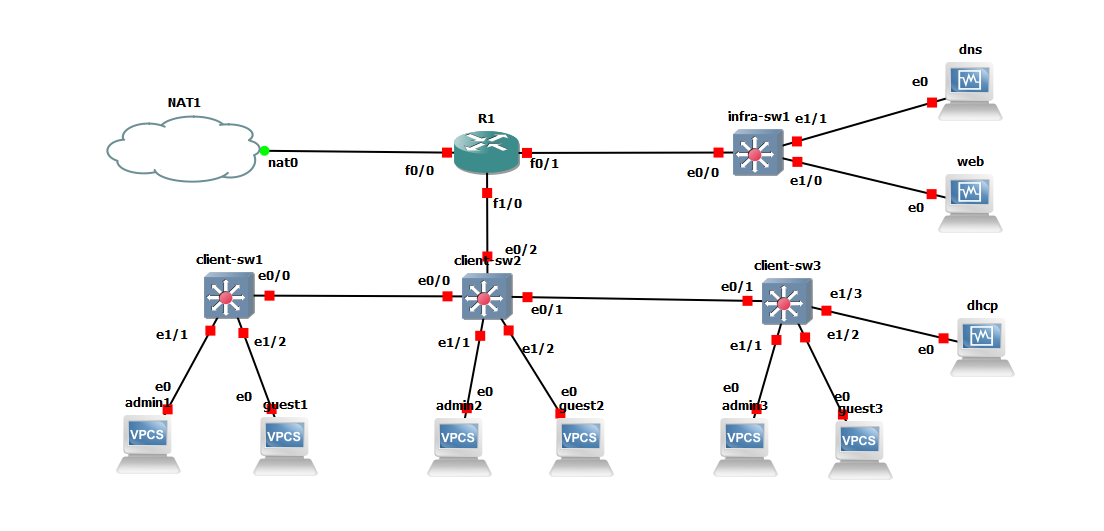 dns
e0
NAT1
R1
infra-sw1
e1/1
nat0
f0/0
f0/1
e0/0
e1/0
web
e0
f1/0
e0/2
client-sw1
client-sw2
client-sw3
e0/0
e0/0
e0/1
e0/1
e1/3
dhcp
e1/1
e1/2
e1/1
e1/2
e1/1
e1/2
e0
e0
e0
e0
e0
e0
e0
admin1
guest1
admin2
guest2
admin3
guest3
VPCS
VPCS
VPCS
VPCS
VPCS
VPCS